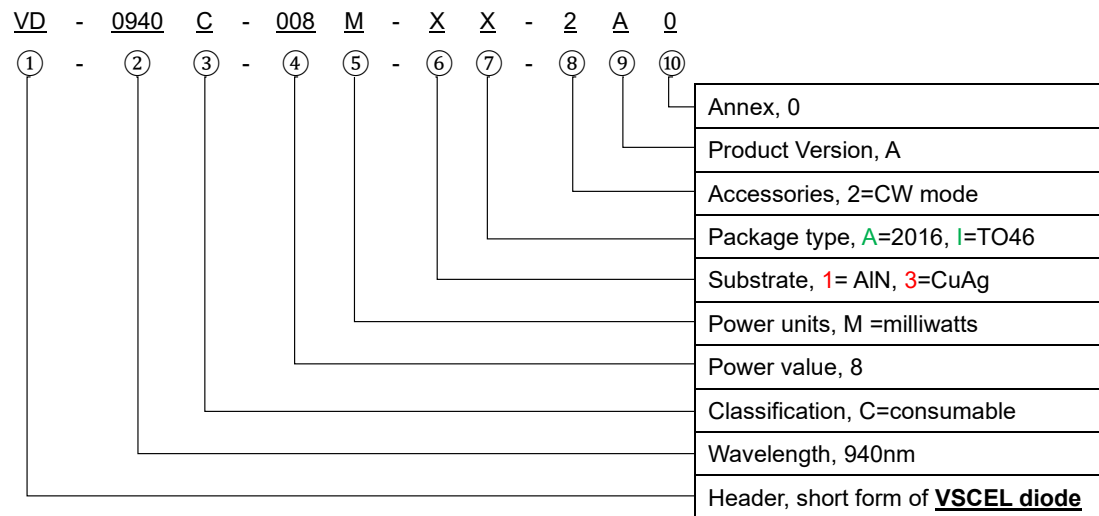 VD - 0940 C - 008 M - X X - 2 A 0
① - ② ③ - ④ ⑤ - ⑥ ⑦ - ⑧ ⑨ ⑩
Annex, 0
Product Version, A
Accessories, 2=CW mode
Package type, A=2016, I=TO46
Substrate, 1= AlN, 3=CuAg
Power units, M =milliwatts
Power value, 8
Classification, C=consumable
Wavelength, 940nm
Header, short form of VSCEL diode